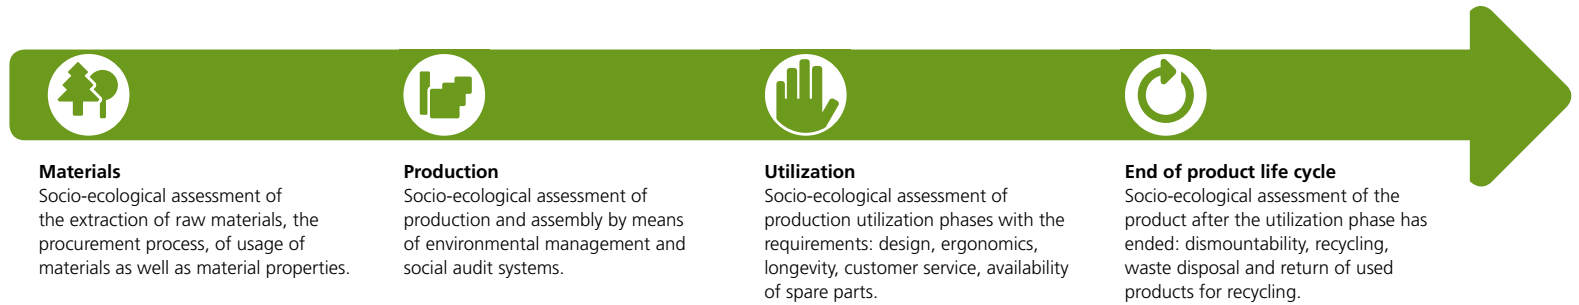 Materials
Socio-ecological assessment of
the extraction of raw materials, the
procurement process, of usage of
materials as well as material properties.
Production
Socio-ecological assessment of
production and assembly by means
of environmental management and
social audit systems.
Utilization
Socio-ecological assessment of
production utilization phases with the
requirements: design, ergonomics,
longevity, customer service, availability
of spare parts.
End of product life cycle
Socio-ecological assessment of the
product after the utilization phase has
ended: dismountability, recycling,
waste disposal and return of used
products for recycling.